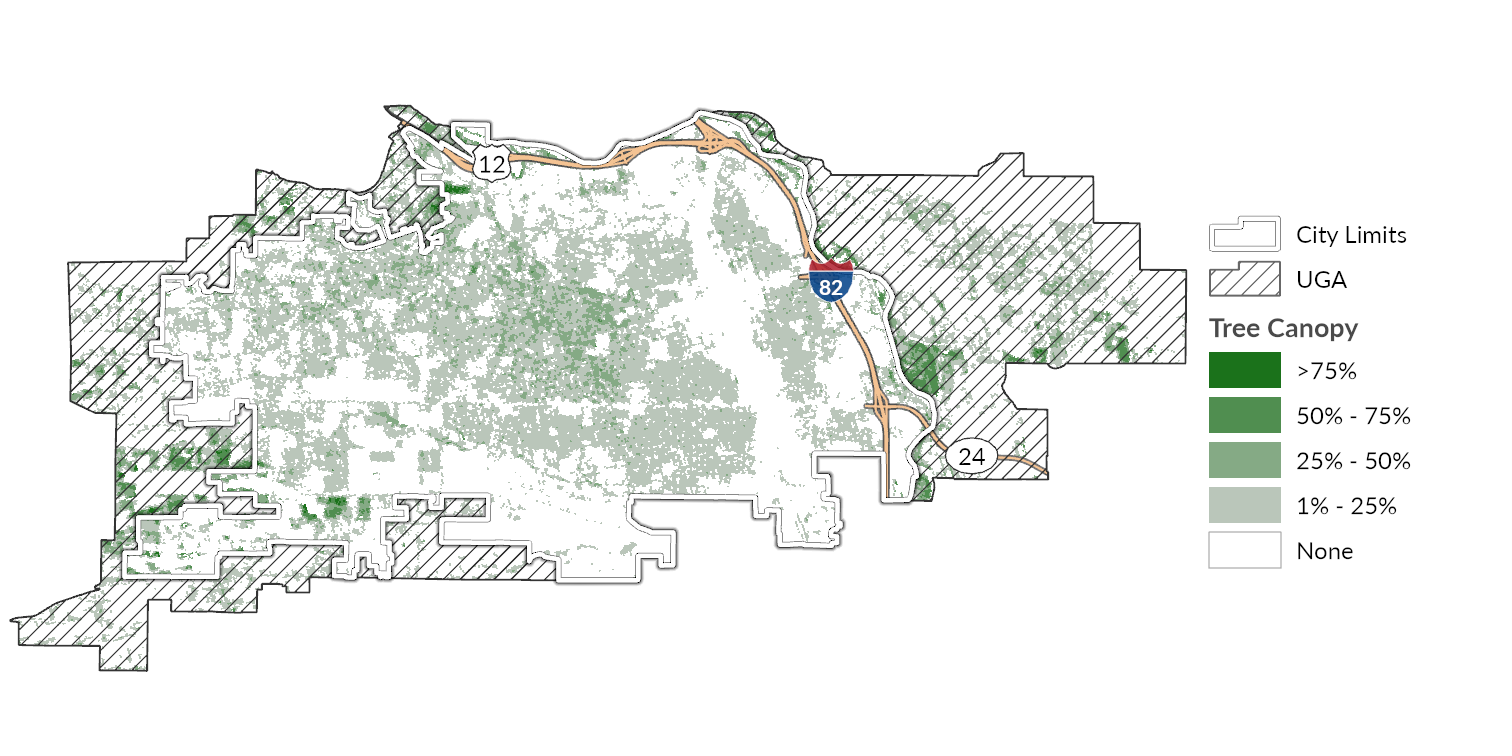 12
82
24
City Limits
UGA
Tree Canopy
>75%
50% - 75%
25% - 50%
1% - 25%
None